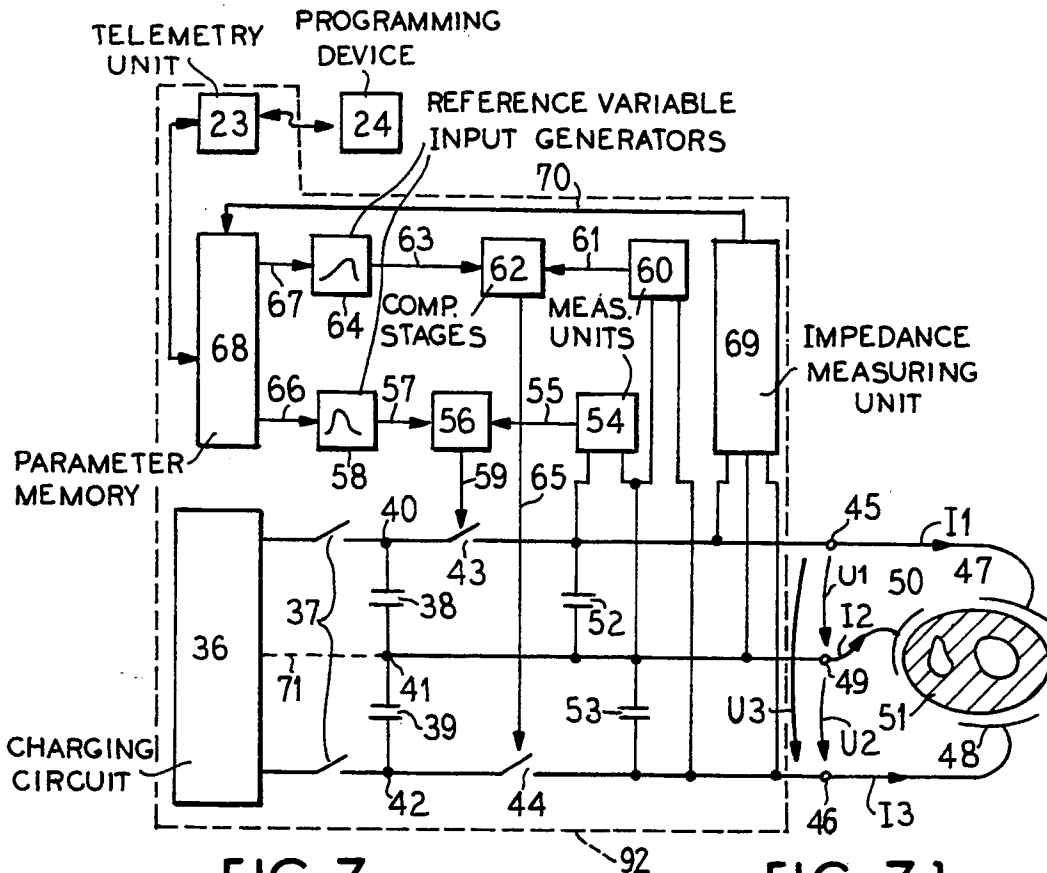 TELEMETRY
UNIT
PROGRAMMING
DEVICE
23
24
REFERENCE VARIABLE
INPUT GENERATORS
70
68
67
64
63
62
61
60
69
COMP.
STAGES
MEAS.
UNITS
IMPEDANCE
MEASURING
UNIT
66
58
57
56
55
54
59
65
PARAMETER
MEMORY
36
37
40
43
45
I1
47
38
52
U1
50
I2
71
41
49
51
39
53
U3
U2
48
CHARGING
CIRCUIT
42
44
46
I3
92